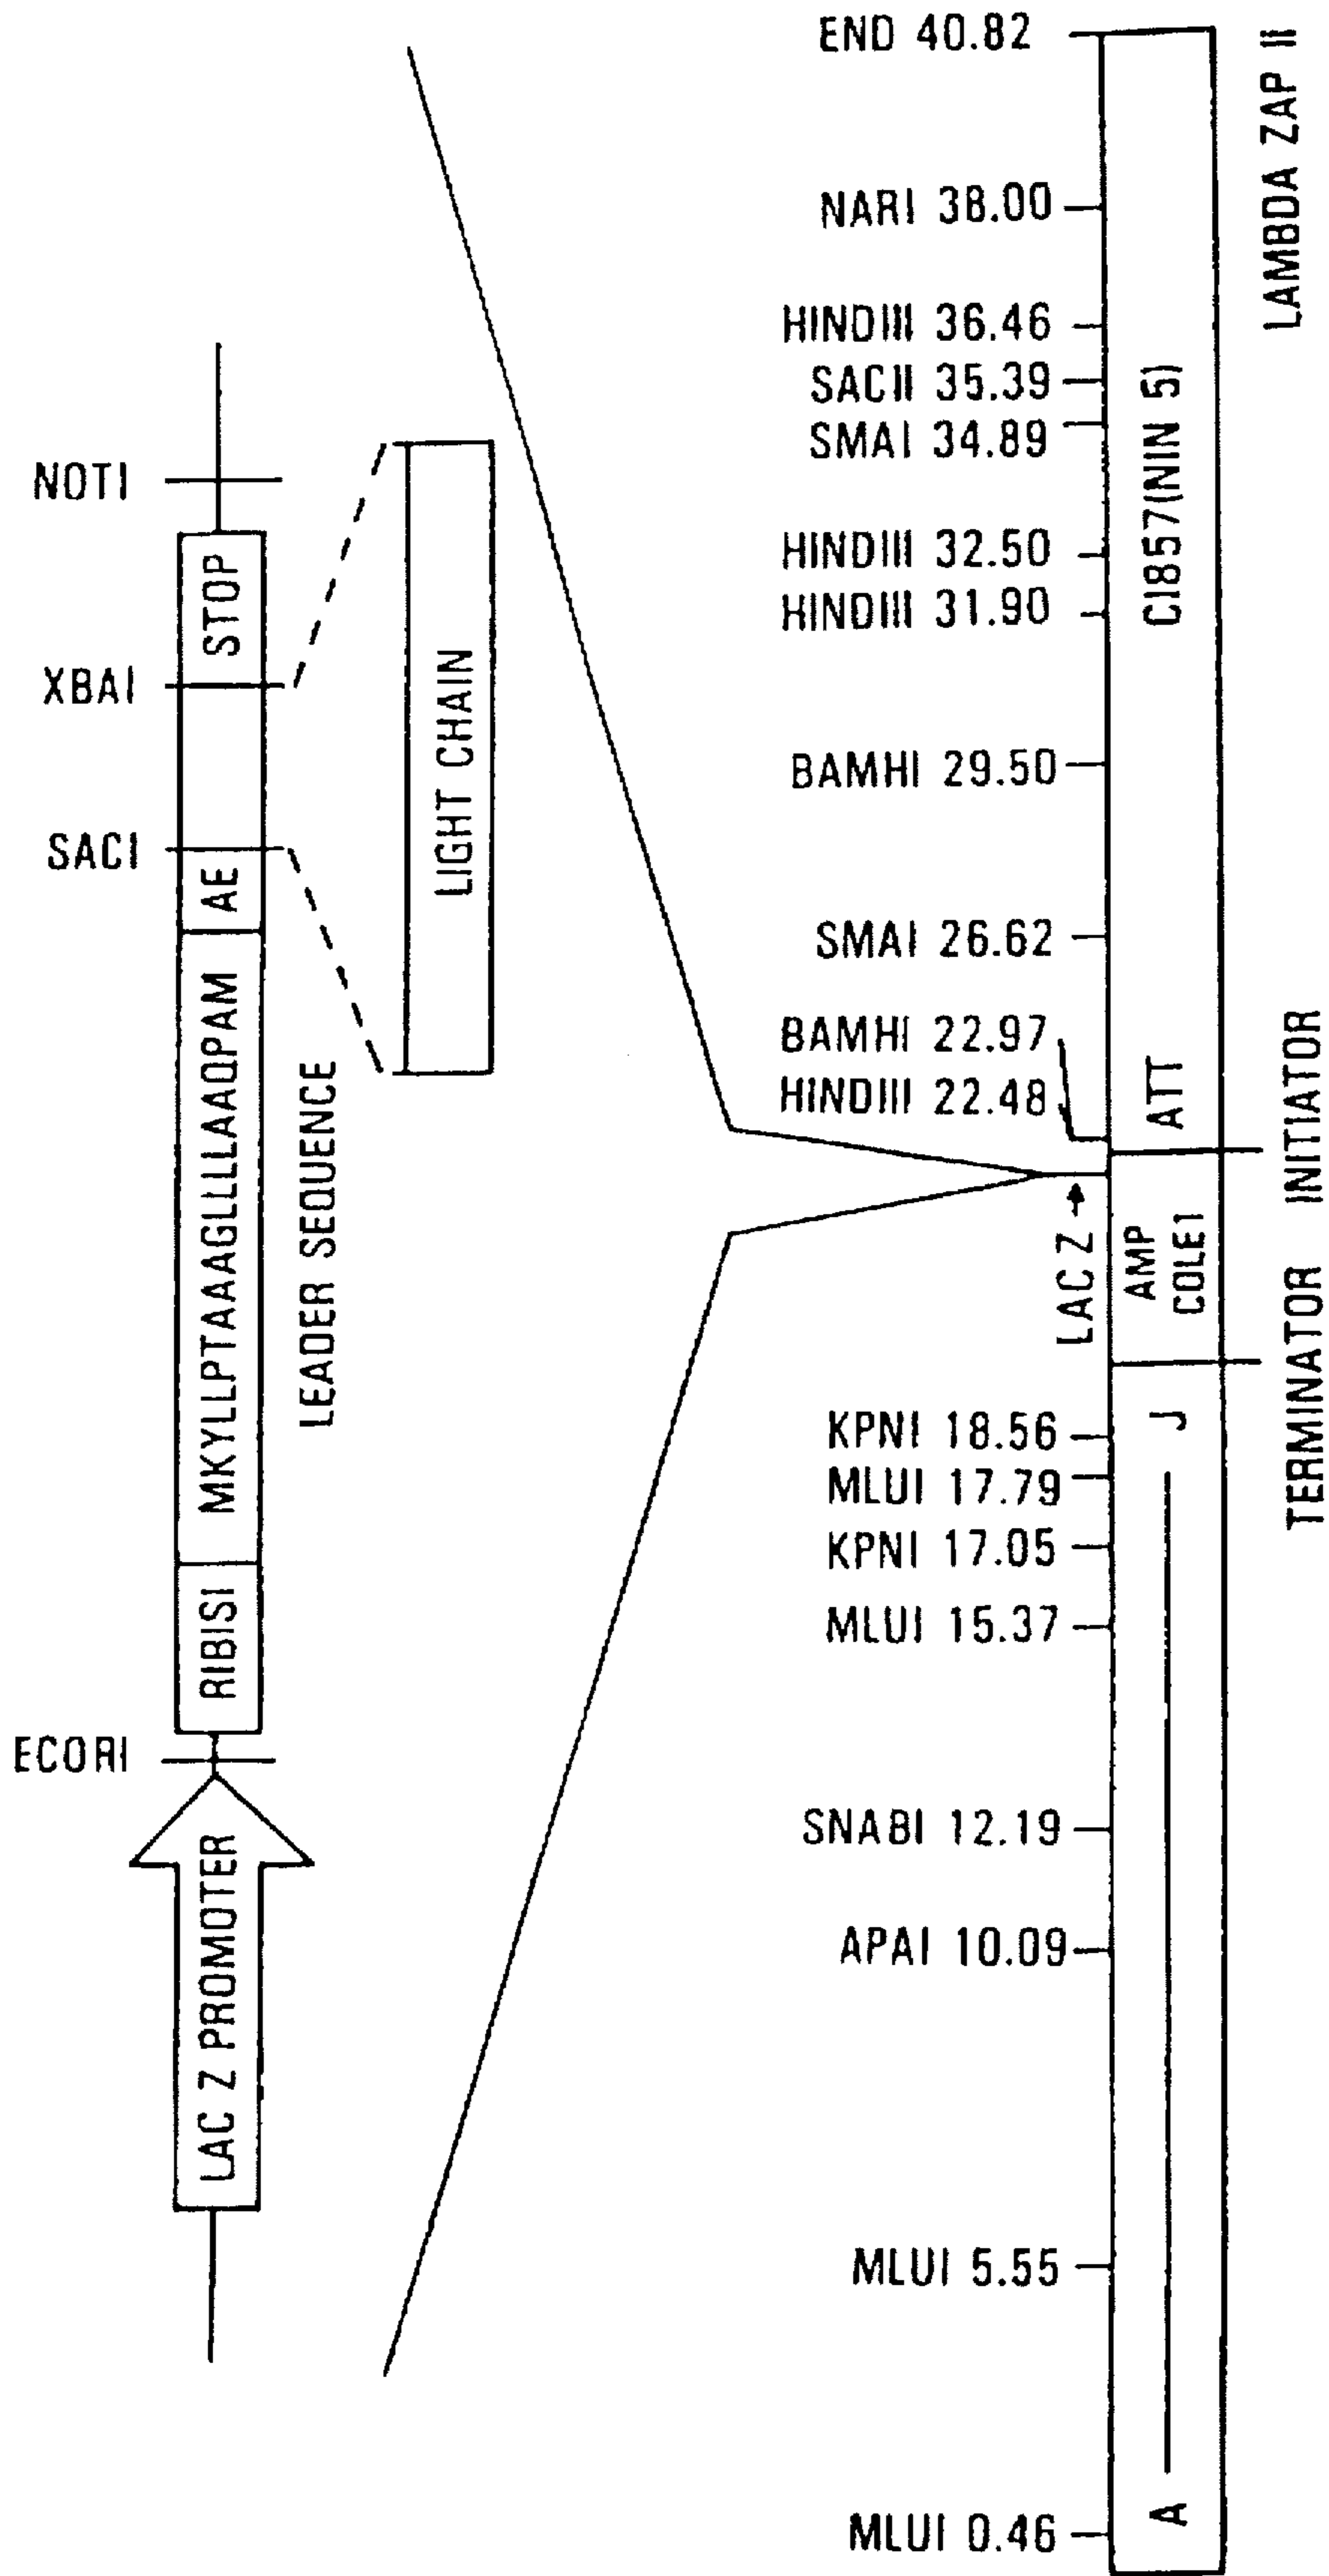 NOTI
XBAI
SACI
ECORI
STOP
AE
MKYLLPTAAAGLLLLAAQPAM
RIBISI
LAC Z PROMOTER
LEADER SEQUENCE
LIGHT CHAIN
END 40.82
NARI 38.00
HINDIII 36.46
SACII 35.39
SMAI 34.89
HINDIII 32.50
HINDIII 31.90
BAMHI 29.50
SMAI 26.62
BAMHI 22.97
HINDIII 22.48
LAC Z
KPNI 18.56
MLUI 17.79
KPNI 17.05
MLUI 15.37
SNABI 12.19
APAI 10.09
MLUI 5.55
MLUI 0.46
CI857(NIN 5)
ATT
AMP
COLE1
J
A
LAMBDA ZAP II
TERMINATOR INITIATOR